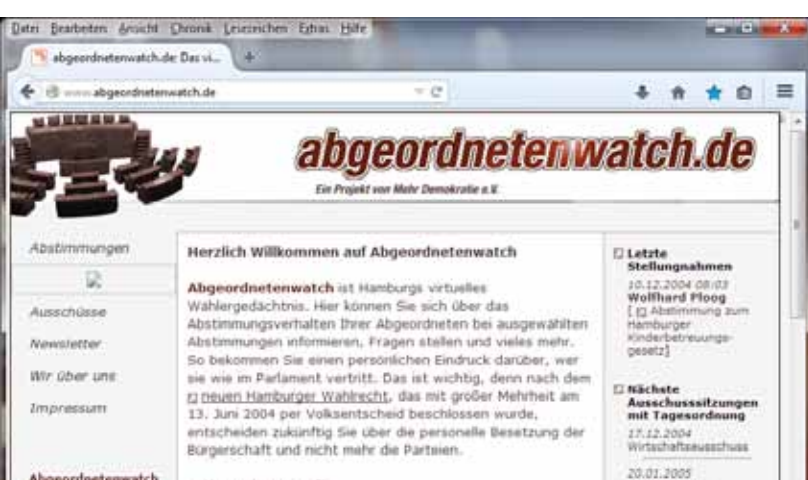 Datei Bearbeiten Ansicht Chronik Lesezeichen Extras Hilfe
abgeordnetenwatch.de: Das vi...
www.abgeordnetenwatch.de
abgeordnetenwatch.de
Ein Projekt von Mehr Demokratie e.V.
Abstimmungen
Ausschüsse
Newsletter
Wir über uns
Impressum
Abgeordnetenwatch
Herzlich Willkommen auf Abgeordnetenwatch
Abgeordnetenwatch ist Hamburgs virtuelles
Wählergedächtnis. Hier können Sie sich über das
Abstimmungsverhalten Ihrer Abgeordneten bei ausgewählten
Abstimmungen informieren, Fragen stellen und vieles mehr.
So bekommen Sie einen persönlichen Eindruck darüber, wer
sie wie im Parlament vertritt. Das ist wichtig, denn nach dem
neuen Hamburger Wahlrecht, das mit großer Mehrheit am
13. Juni 2004 per Volksentscheid beschlossen wurde,
entscheiden zukünftig Sie über die personelle Besetzung der
Bürgerschaft und nicht mehr die Parteien.
Letzte
Stellungnahmen
10.12.2004 08:03
Wolfhard Ploog
[ Abstimmung zum
Hamburger
Kinderbetreuungs-
gesetz]
Nächste
Ausschusssitzungen
mit Tagesordnung
17.12.2004
Wirtschaftsausschuss
20.01.2005